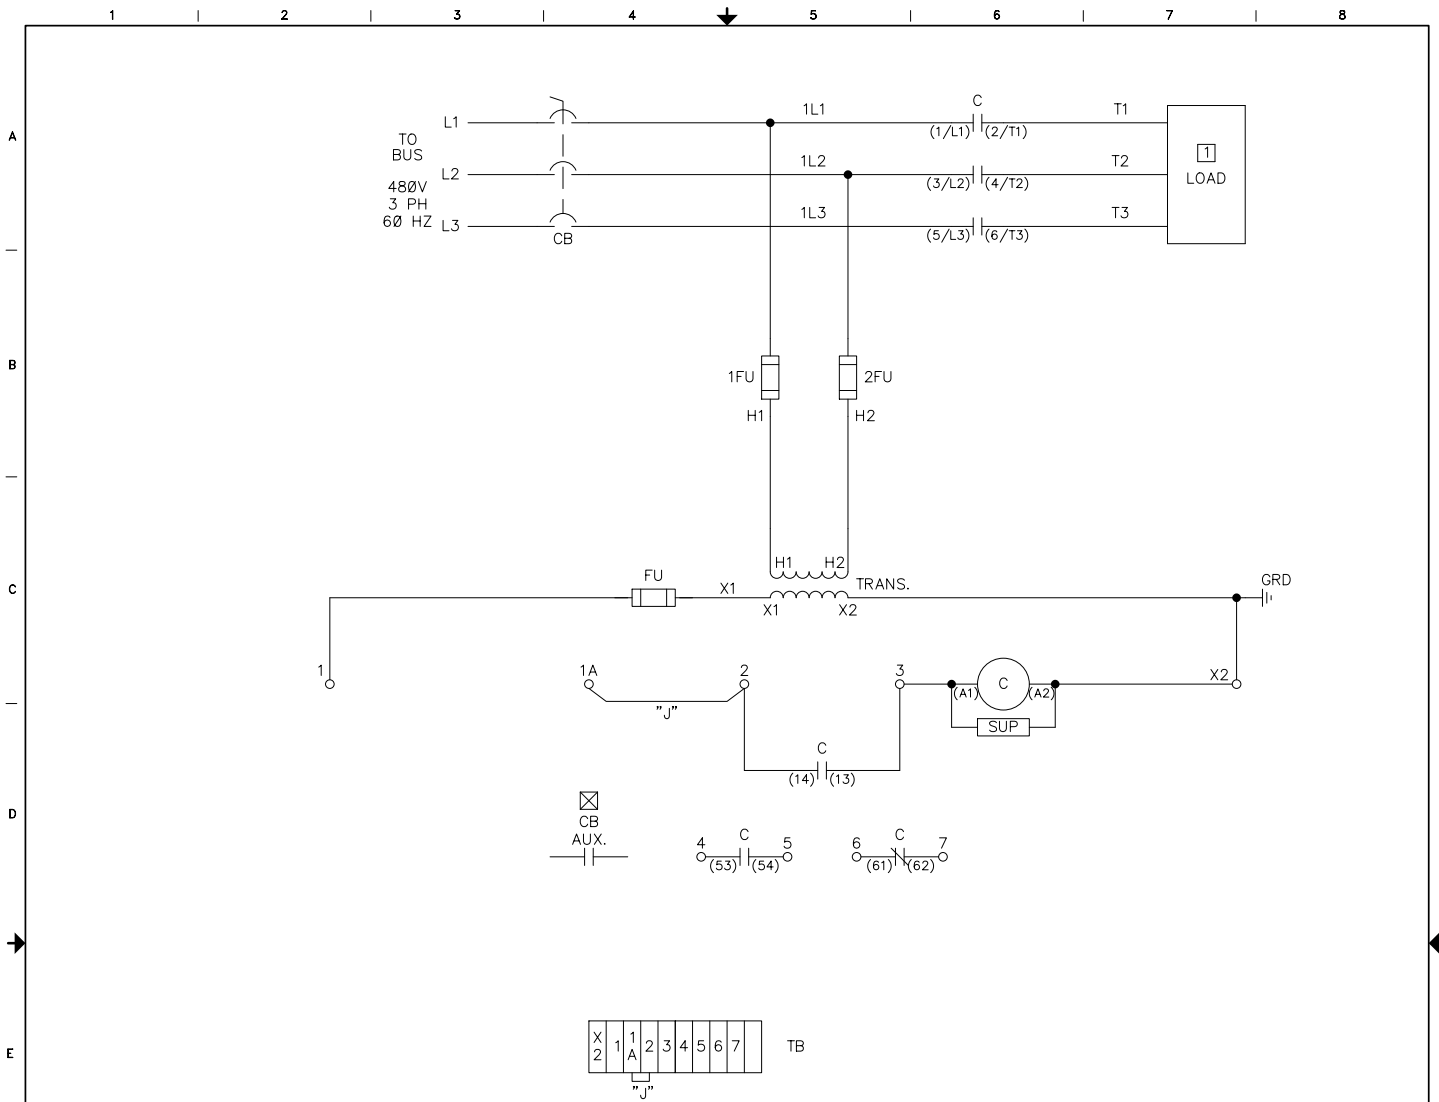 1 2 3 4 5 6 7 8
A
B
C
D
E
TO
BUS
48ØV
3 PH
6Ø HZ
L1
L2
L3
CB
1L1
1L2
1L3
C
(1/L1) (2/T1)
(3/L2) (4/T2)
(5/L3) (6/T3)
T1
T2
T3
1
LOAD
1FU
2FU
H1
H2
H1 H2
TRANS.
FU
X1
X1 X2
GRD
1
1A
2
3
"J"
(A1) C (A2)
X2
SUP
C
(14) (13)
CB
AUX.
4 C 5
(53) (54)
6 C 7
(61) (62)
X2 1 1A 2 3 4 5 6 7
TB
"J"